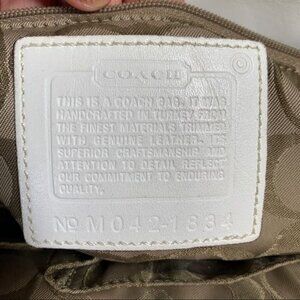 COACH
THIS IS A COACH BAG. IT WAS
HANDCRAFTED IN TURKEY FROM
THE FINEST MATERIALS TRIMMED
WITH GENUINE LEATHER. ITS
SUPERIOR CRAFTSMANSHIP AND
ATTENTION TO DETAIL REFLECT
OUR COMMITMENT TO ENDURING
QUALITY.
No M042-1834